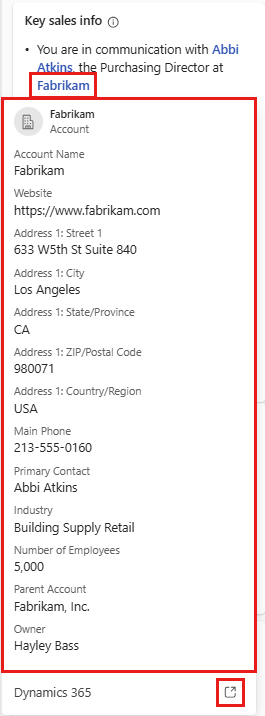 Key sales info
• You are in communication with Abbi
Atkins, the Purchasing Director at
Fabrikam
Fabrikam
Account
Account Name
Fabrikam
Website
https://www.fabrikam.com
Address 1: Street 1
633 W5th St Suite 840
Address 1: City
Los Angeles
Address 1: State/Province
CA
Address 1: ZIP/Postal Code
980071
Address 1: Country/Region
USA
Main Phone
213-555-0160
Primary Contact
Abbi Atkins
Industry
Building Supply Retail
Number of Employees
5,000
Parent Account
Fabrikam, Inc.
Owner
Hayley Bass
Dynamics 365